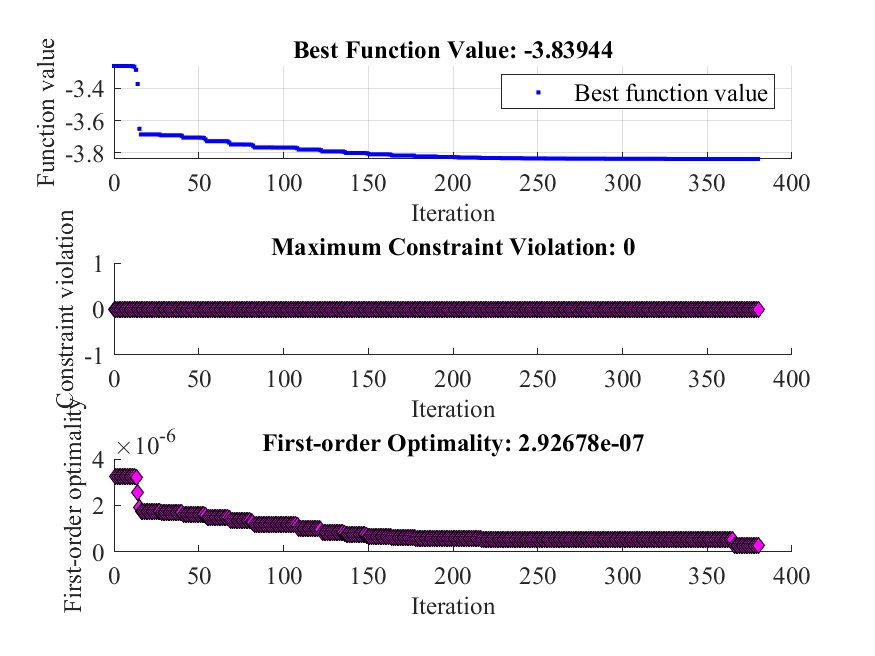 Best Function Value: -3.83944
Function value
-3.4
-3.6
-3.8
Best function value
0 50 100 150 200 250 300 350 400
Iteration
Maximum Constraint Violation: 0
Constraint violation
1
0
-1
0 50 100 150 200 250 300 350 400
Iteration
First-order Optimality: 2.92678e-07
×10-6
First-order optimality
4
2
0
0 50 100 150 200 250 300 350 400
Iteration